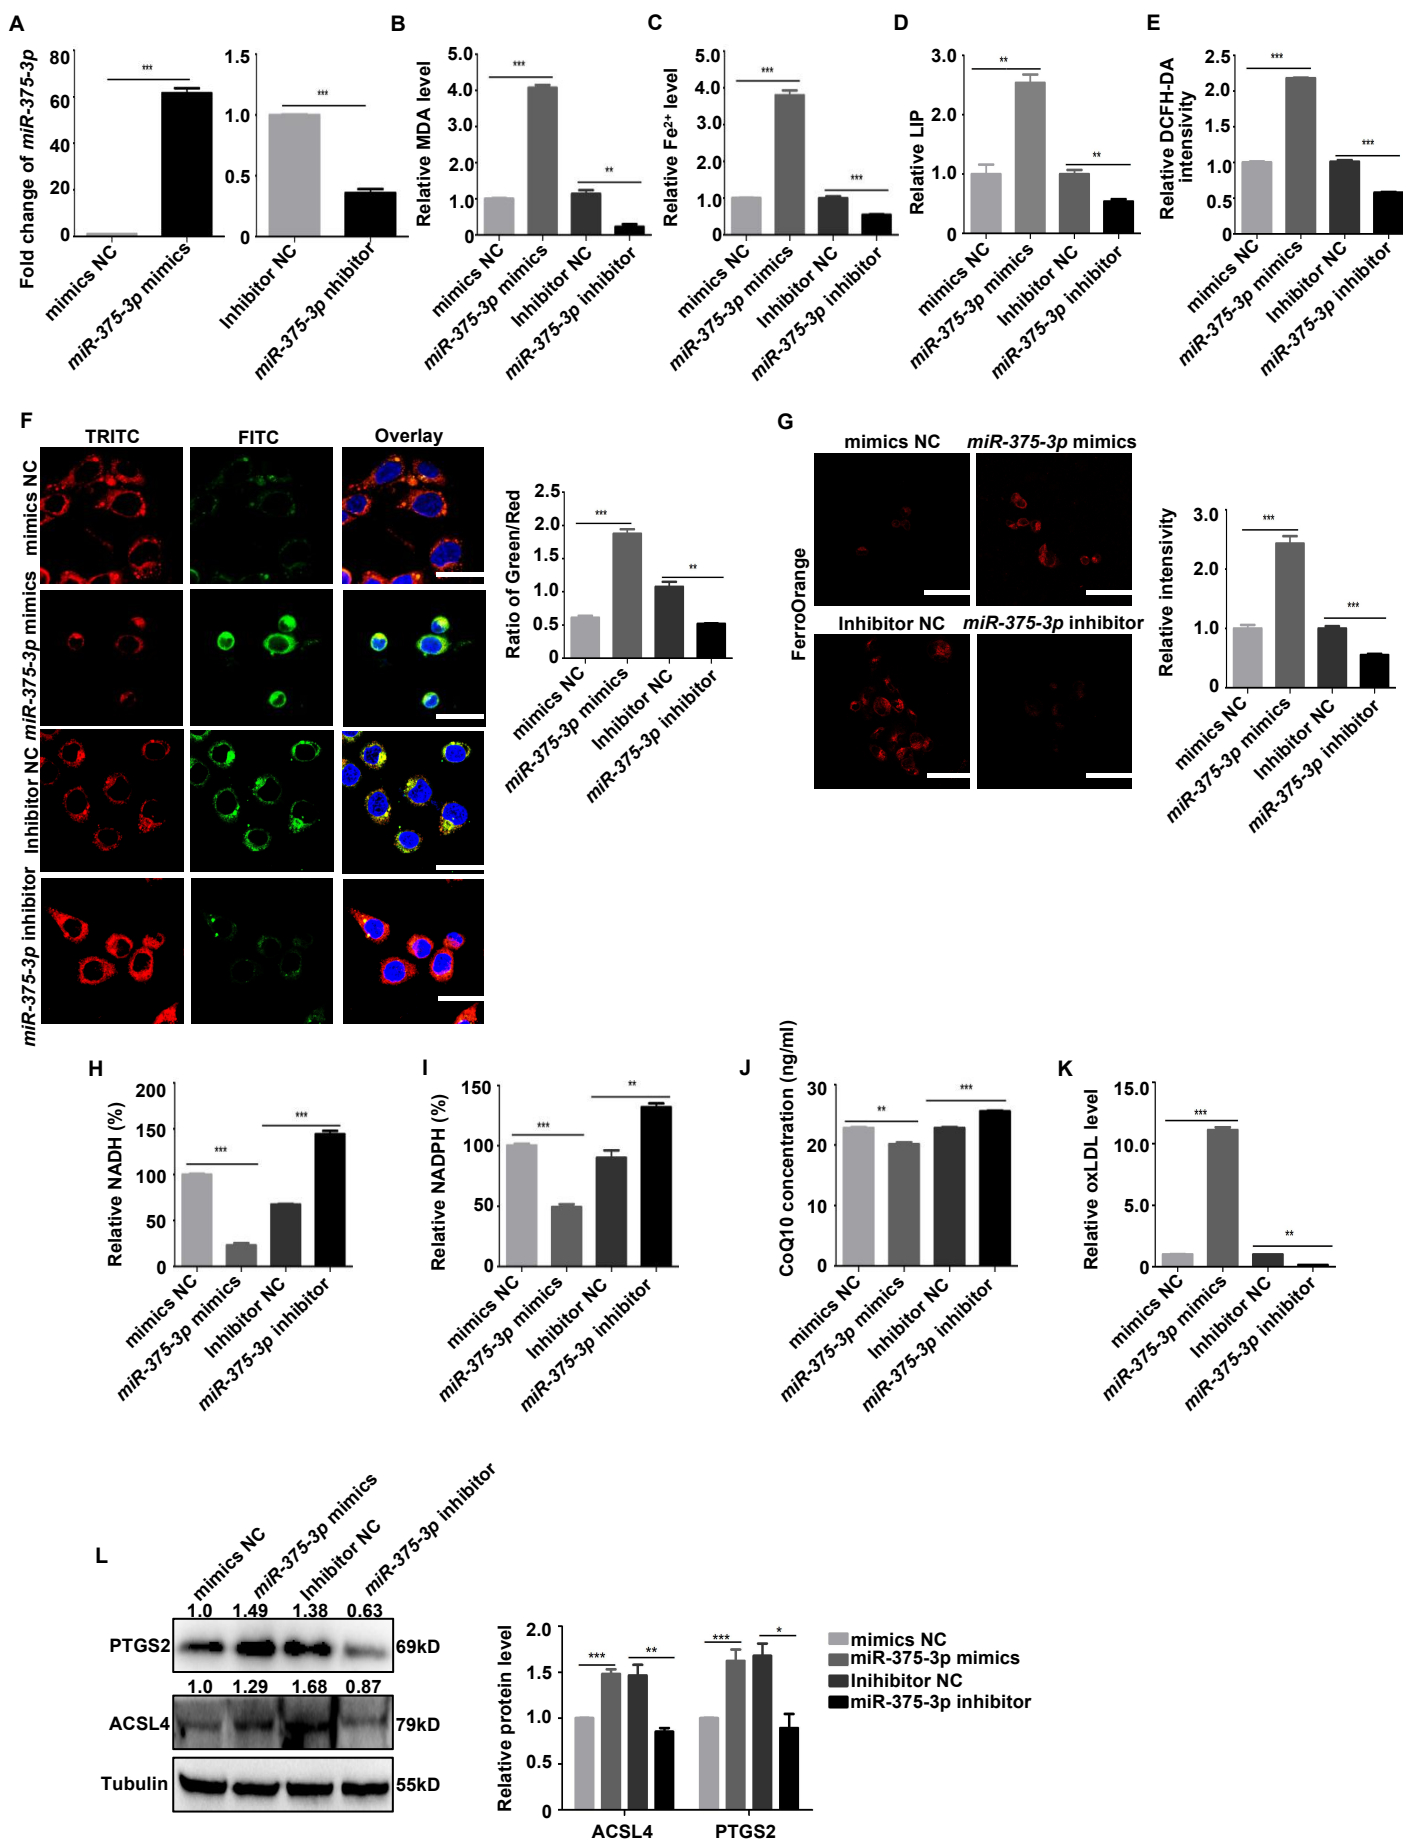 A
Fold change of miR-375-3p
80
60
40
20
0
***
mimics NC
miR-375-3p mimics
1.5
1.0
0.5
0
***
Inhibitor NC
miR-375-3p nhibitor
B
Relative MDA level
5.0
4.0
3.0
2.0
1.0
0
***
**
mimics NC
miR-375-3p mimics
Inhibitor NC
miR-375-3p inhibitor
C
Relative Fe²⁺ level
5.0
4.0
3.0
2.0
1.0
0
***
***
mimics NC
miR-375-3p mimics
Inhibitor NC
miR-375-3p inhibitor
D
Relative LIP
3.0
2.0
1.0
0
**
**
mimics NC
miR-375-3p mimics
Inhibitor NC
miR-375-3p inhibitor
E
Relative DCFH-DA
intensivity
2.5
2.0
1.5
1.0
0.5
0
***
***
mimics NC
miR-375-3p mimics
Inhibitor NC
miR-375-3p inhibitor
F
TRITC FITC Overlay
mimics NC
miR-375-3p mimics
Inhibitor NC
miR-375-3p inhibitor
Ratio of Green/Red
2.5
2.0
1.5
1.0
0.5
0
***
**
mimics NC
miR-375-3p mimics
Inhibitor NC
miR-375-3p inhibitor
G
mimics NC miR-375-3p mimics
Inhibitor NC miR-375-3p inhibitor
FerroOrange
Relative intensivity
3.0
2.0
1.0
0
***
***
mimics NC
miR-375-3p mimics
Inhibitor NC
miR-375-3p inhibitor
H
Relative NADH (%)
200
150
100
50
0
***
***
mimics NC
miR-375-3p mimics
Inhibitor NC
miR-375-3p inhibitor
I
Relative NADPH (%)
150
100
50
0
***
**
mimics NC
miR-375-3p mimics
Inhibitor NC
miR-375-3p inhibitor
J
CoQ10 concentration (ng/ml)
30
20
10
0
**
***
mimics NC
miR-375-3p mimics
Inhibitor NC
miR-375-3p inhibitor
K
Relative oxLDL level
15.0
10.0
5.0
0
***
**
mimics NC
miR-375-3p mimics
Inhibitor NC
miR-375-3p inhibitor
L
mimics NC
miR-375-3p mimics
Inhibitor NC
miR-375-3p inhibitor
1.0 1.49 1.38 0.63
PTGS2 69kD
1.0 1.29 1.68 0.87
ACSL4 79kD
Tubulin 55kD
Relative protein level
2.0
1.5
1.0
0.5
0
***
**
***
*
ACSL4 PTGS2
mimics NC
miR-375-3p mimics
Inihibitor NC
miR-375-3p inhibitor